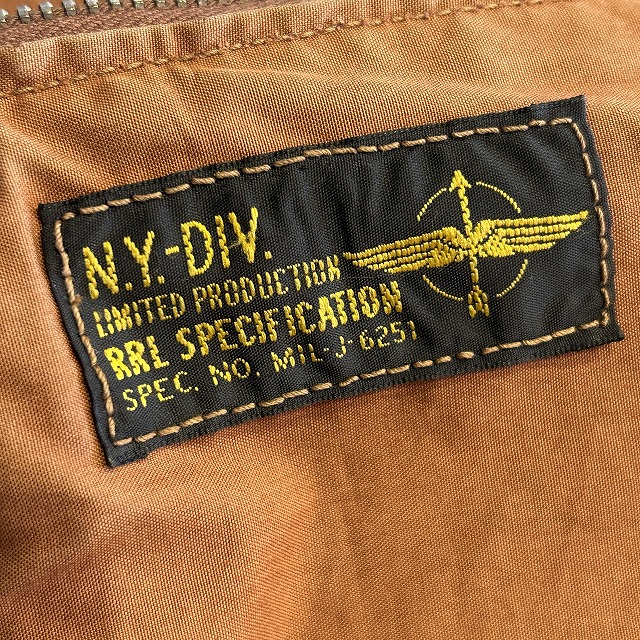 N.Y.-DIV.
LIMITED PRODUCTION
RRL SPECIFICATION
SPEC. NO. MIL-J-6251